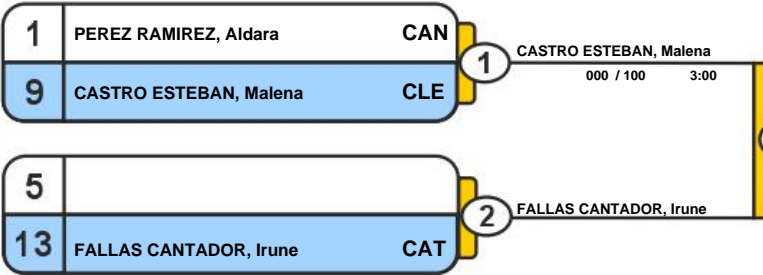 1 PEREZ RAMIREZ, Aldara CAN
9 CASTRO ESTEBAN, Malena CLE
1
CASTRO ESTEBAN, Malena
000 / 100 3:00
5
13 FALLAS CANTADOR, Irune CAT
2
FALLAS CANTADOR, Irune